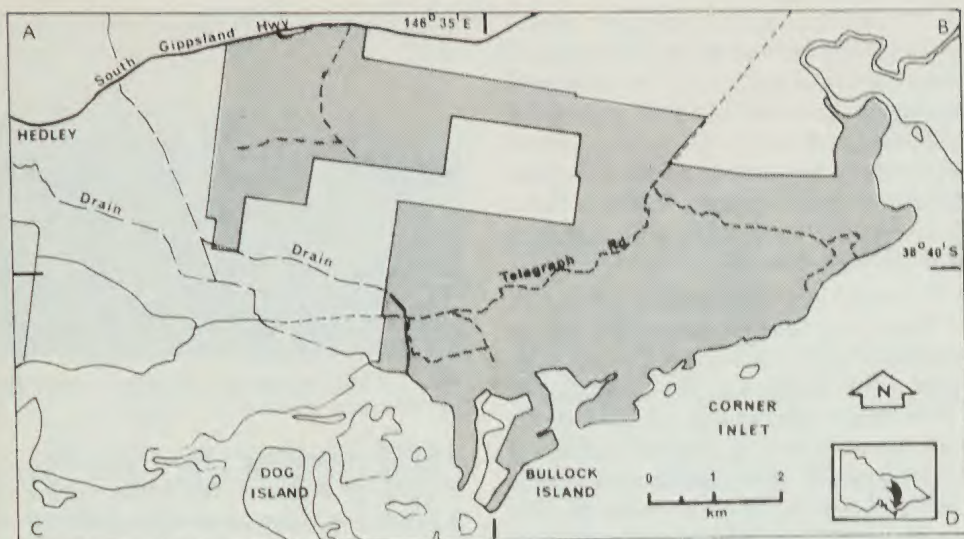 A
B
146° 35' E
South Gippsland Hwy
HEDLEY
Drain
Drain
Telegraph Rd
38° 40' S
N
CORNER
INLET
DOG
ISLAND
BULLOCK
ISLAND
0 1 2
km
C
D